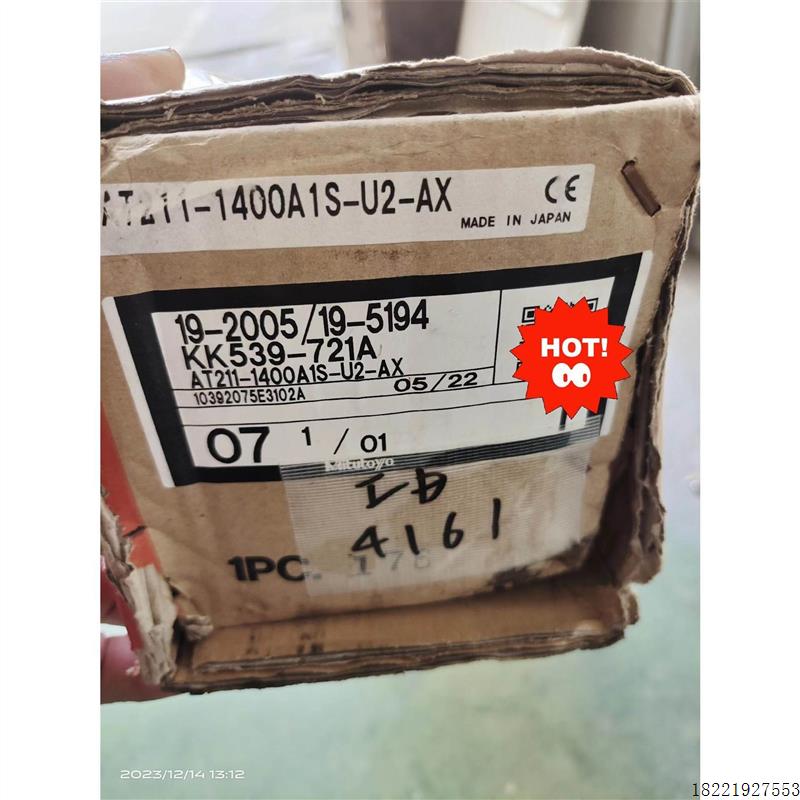 AT211-1400A1S-U2-AX
CE
MADE IN JAPAN
19-2005/19-5194
KK539-721A
AT211-1400A1S-U2-AX
05/22
10392075E3102A
HOT!
07 1/01
Mitutoyo
4161
1PC. 176
2023/12/14 13:12
18221927553